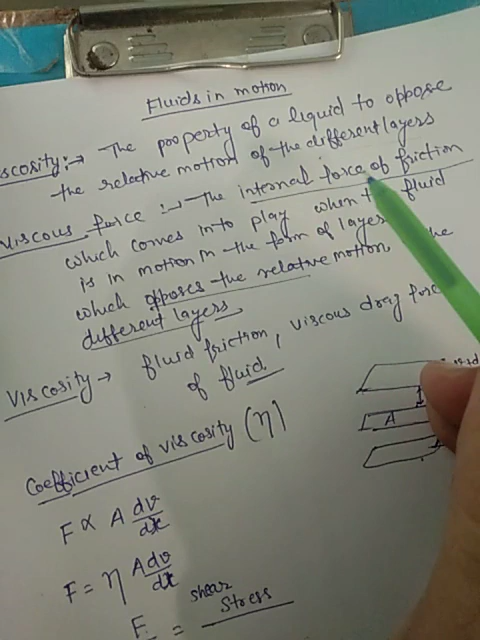 Fluids in motion
scosity:→ The property of a liquid to oppose
the relative motion of the different layers
viscous force :→ The internal force of friction
which comes into play when t fluid
is in motion in the form of layer
which opposes the relative motion he
different layers.
Viscosity → fluid friction, viscous drag force
of fluid.
Coefficient of viscosity (η)
A
F ∝ A dv/dx
F = η A dv/dx
F = shear stress